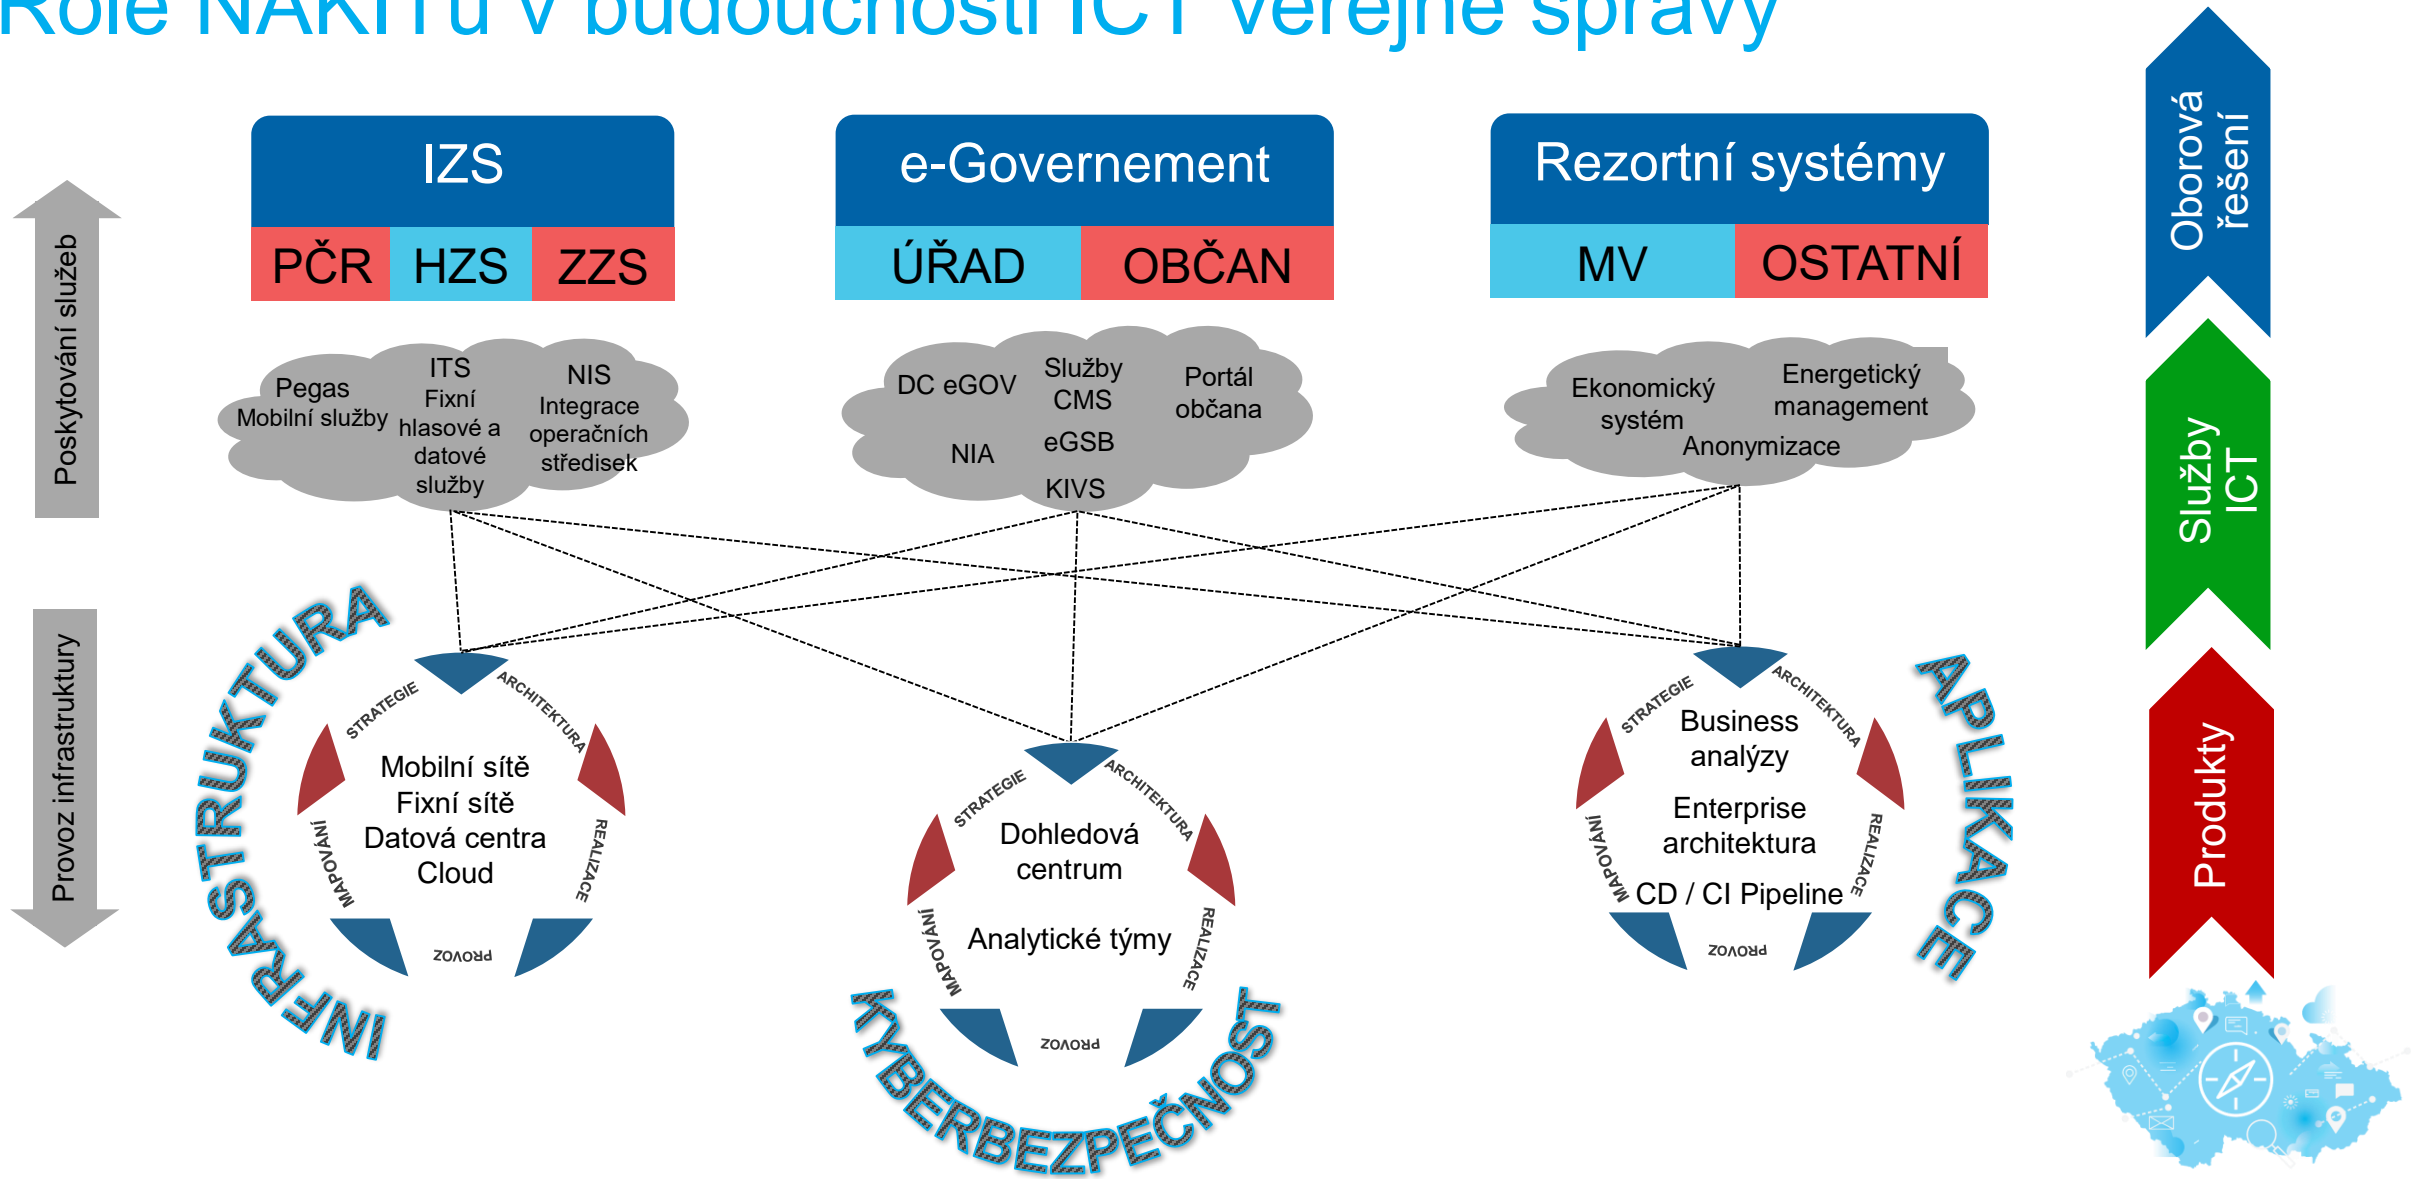 Role NAKITu v budoucnosti ICT veřejné správy
IZS
PČR
HZS
ZZS
e-Governement
ÚŘAD
OBČAN
Rezortní systémy
MV
OSTATNÍ
Poskytování služeb
Pegas
Mobilní služby
ITS
Fixní
hlasové a
datové
služby
NIS
Integrace
operačních
středisek
DC eGOV
NIA
Služby
CMS
eGSB
KIVS
Portál
občana
Ekonomický
systém
Energetický
management
Anonymizace
Provoz infrastruktury
INFRASTRUKTURA
STRATEGIE
ARCHITEKTURA
REALIZACE
PROVOZ
MAPOVÁNÍ
Mobilní sítě
Fixní sítě
Datová centra
Cloud
STRATEGIE
ARCHITEKTURA
REALIZACE
PROVOZ
MAPOVÁNÍ
Dohledová
centrum
Analytické týmy
KYBERBEZPEČNOST
STRATEGIE
ARCHITEKTURA
REALIZACE
PROVOZ
MAPOVÁNÍ
Business
analýzy
Enterprise
architektura
CD / CI Pipeline
APLIKACE
Oborová
řešení
Služby
ICT
Produkty